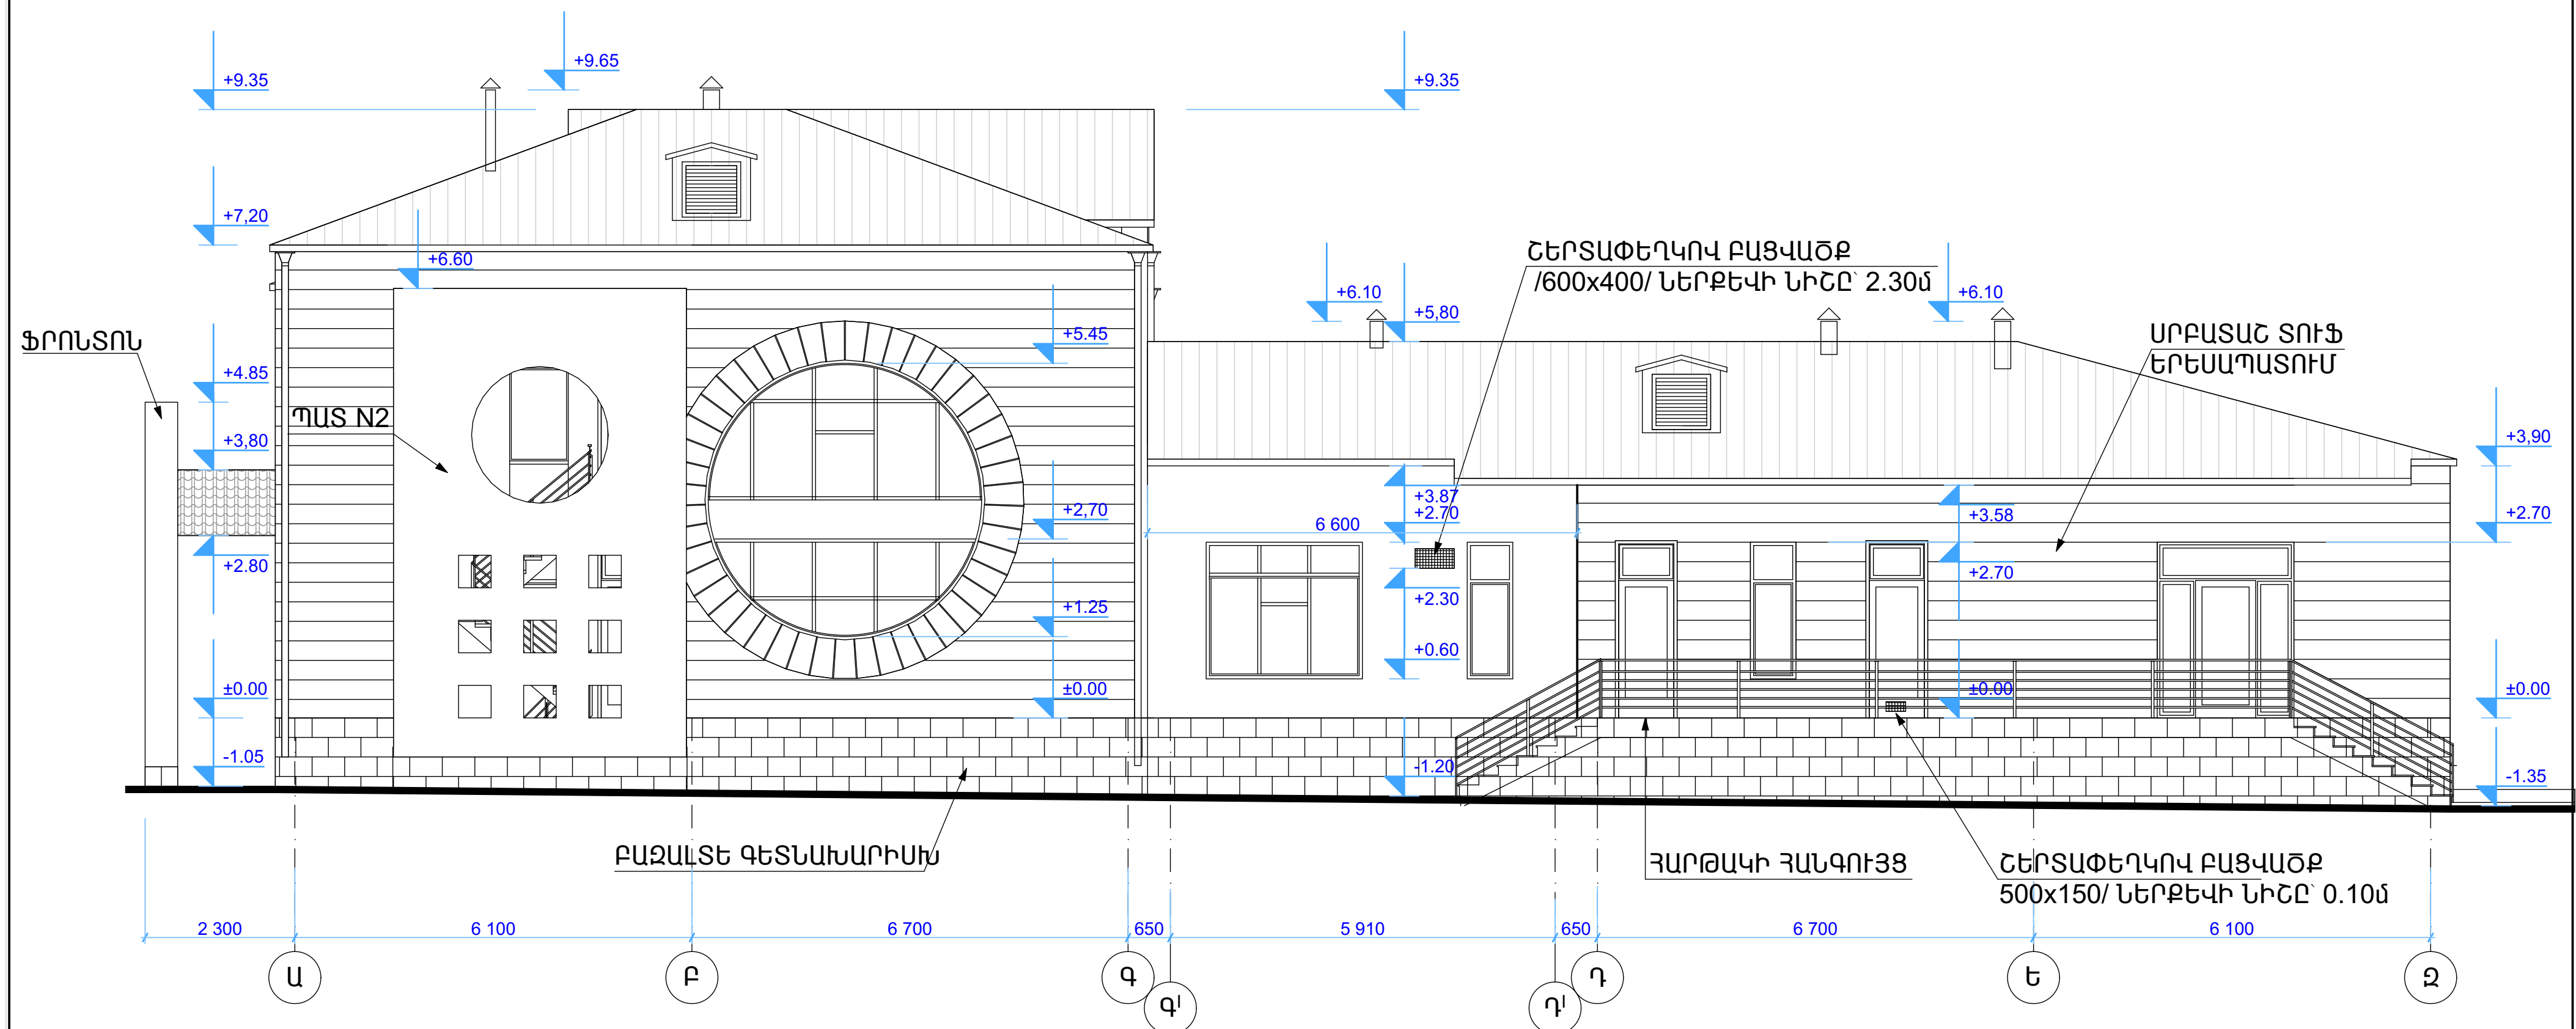 +9.65
+9.35
+9.35
+7,20
+6.60
ՇԵՐՏԱՓԵՂԿՈՎ ԲԱՑՎԱԾՔ
/600x400/ ՆԵՐՔԵՎԻ ՆԻՇԸ՝ 2.30մ
+6.10
+6.10
+5,80
+5.45
ՖՐՈՆՏՈՆ
ՍՐԲԱՏԱՇ ՏՈՒՖ
ԵՐԵՍԱՊԱՏՈՒՄ
+4.85
ՊԱՏ N2
+3,80
+3,90
+3.87
+2.70
+2,70
6 600
+3.58
+2.70
+2.80
+2.70
+2.30
+1.25
+0.60
±0.00
±0.00
±0.00
±0.00
-1.05
-1.20
-1.35
ԲԱԶԱԼՏԵ ԳԵՏՆԱԽԱՐԻՍԽ
ՀԱՐԹԱԿԻ ՀԱՆԳՈՒՅՑ
ՇԵՐՏԱՓԵՂԿՈՎ ԲԱՑՎԱԾՔ
500x150/ ՆԵՐՔԵՎԻ ՆԻՇԸ՝ 0.10մ
2 300
6 100
6 700
650
5 910
650
6 700
6 100
Ա
Բ
Գ
Գ|
Դ|
Դ
Ե
Զ